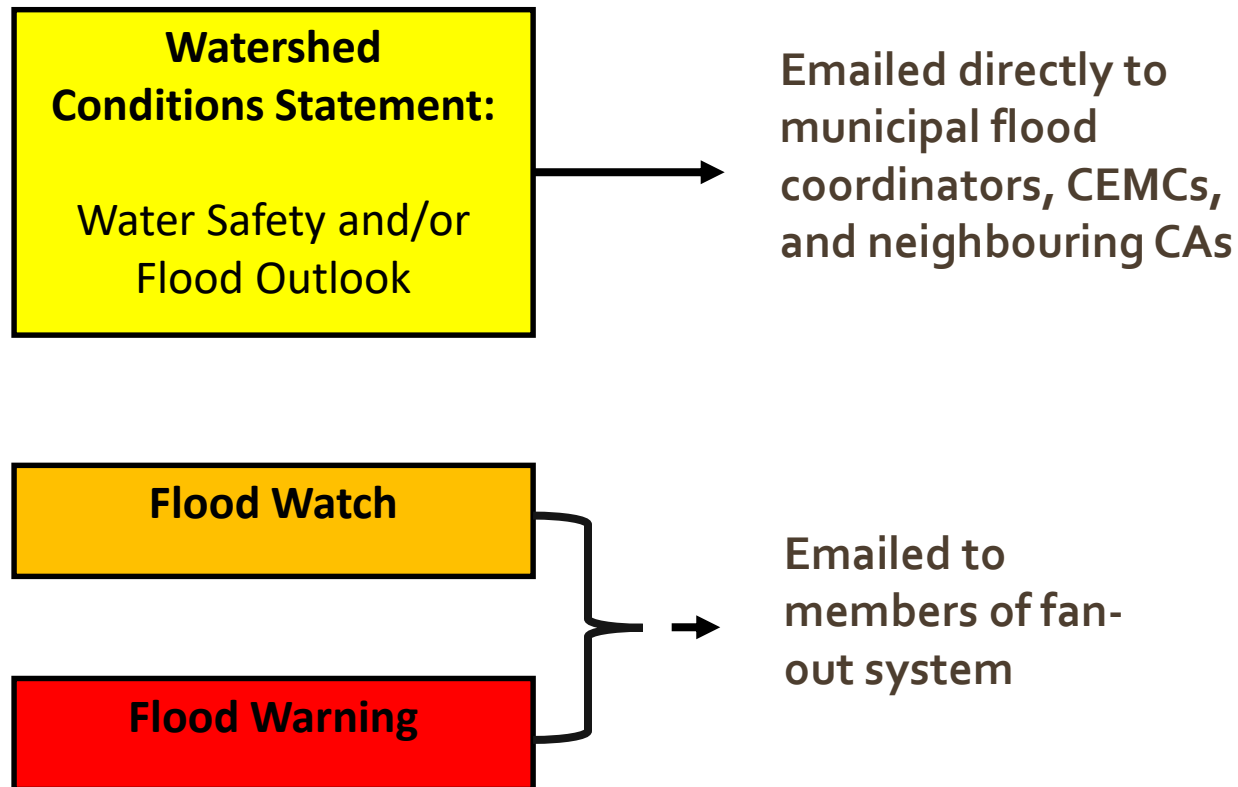 Watershed
Conditions Statement:
Water Safety and/or
Flood Outlook
Emailed directly to
municipal flood
coordinators, CEMCs,
and neighbouring CAs
Flood Watch
Flood Warning
Emailed to
members of fan-
out system